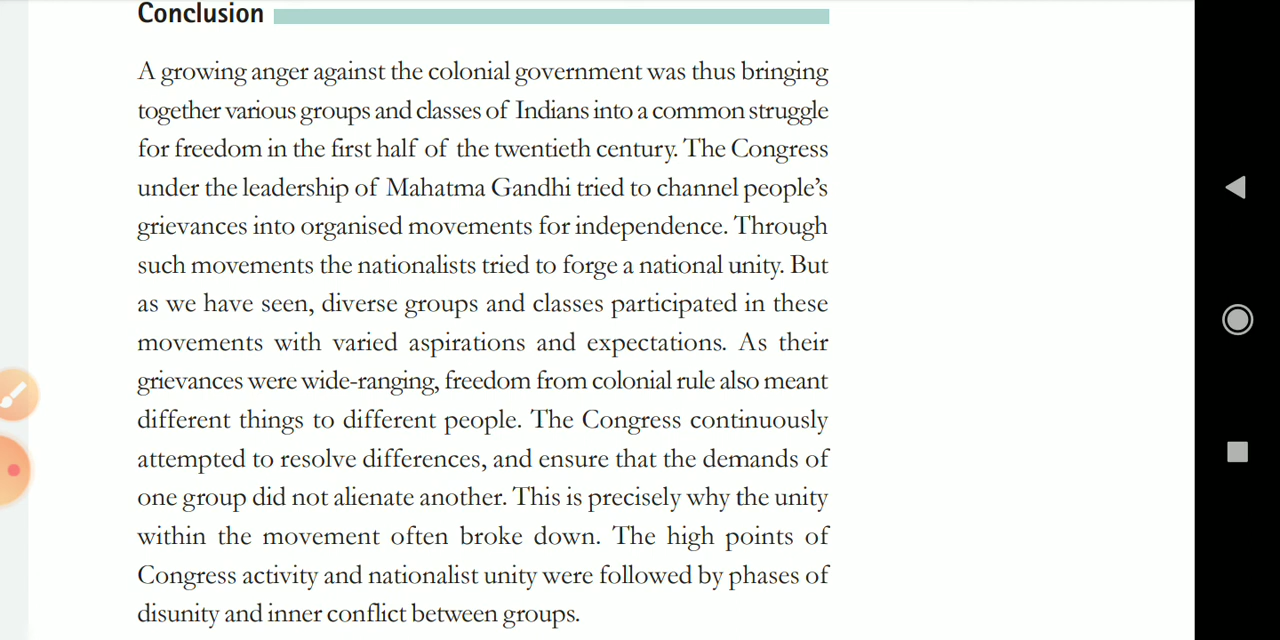 Conclusion
A growing anger against the colonial government was thus bringing
together various groups and classes of Indians into a common struggle
for freedom in the first half of the twentieth century. The Congress
under the leadership of Mahatma Gandhi tried to channel people’s
grievances into organised movements for independence. Through
such movements the nationalists tried to forge a national unity. But
as we have seen, diverse groups and classes participated in these
movements with varied aspirations and expectations. As their
grievances were wide-ranging, freedom from colonial rule also meant
different things to different people. The Congress continuously
attempted to resolve differences, and ensure that the demands of
one group did not alienate another. This is precisely why the unity
within the movement often broke down. The high points of
Congress activity and nationalist unity were followed by phases of
disunity and inner conflict between groups.